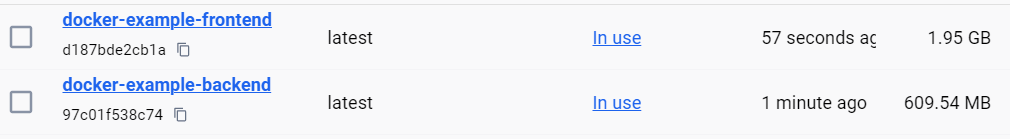 docker-example-frontend
d187bde2cb1a
latest
In use
57 seconds
1.95 GB
docker-example-backend
97c01f538c74
latest
In use
1 minute ago
609.54 MB